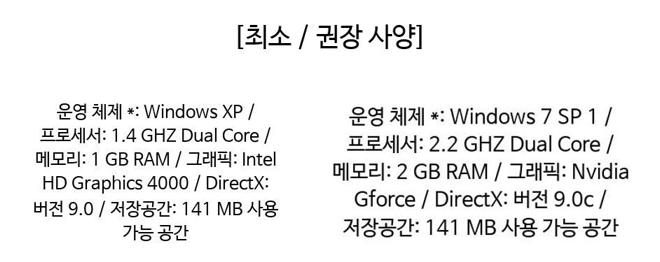 [최소 / 권장 사양]
운영 체제 *: Windows XP /
프로세서: 1.4 GHZ Dual Core /
메모리: 1 GB RAM / 그래픽: Intel
HD Graphics 4000 / DirectX:
버전 9.0 / 저장공간: 141 MB 사용
가능 공간
운영 체제 *: Windows 7 SP 1 /
프로세서: 2.2 GHZ Dual Core /
메모리: 2 GB RAM / 그래픽: Nvidia
Gforce / DirectX: 버전 9.0c /
저장공간: 141 MB 사용 가능 공간